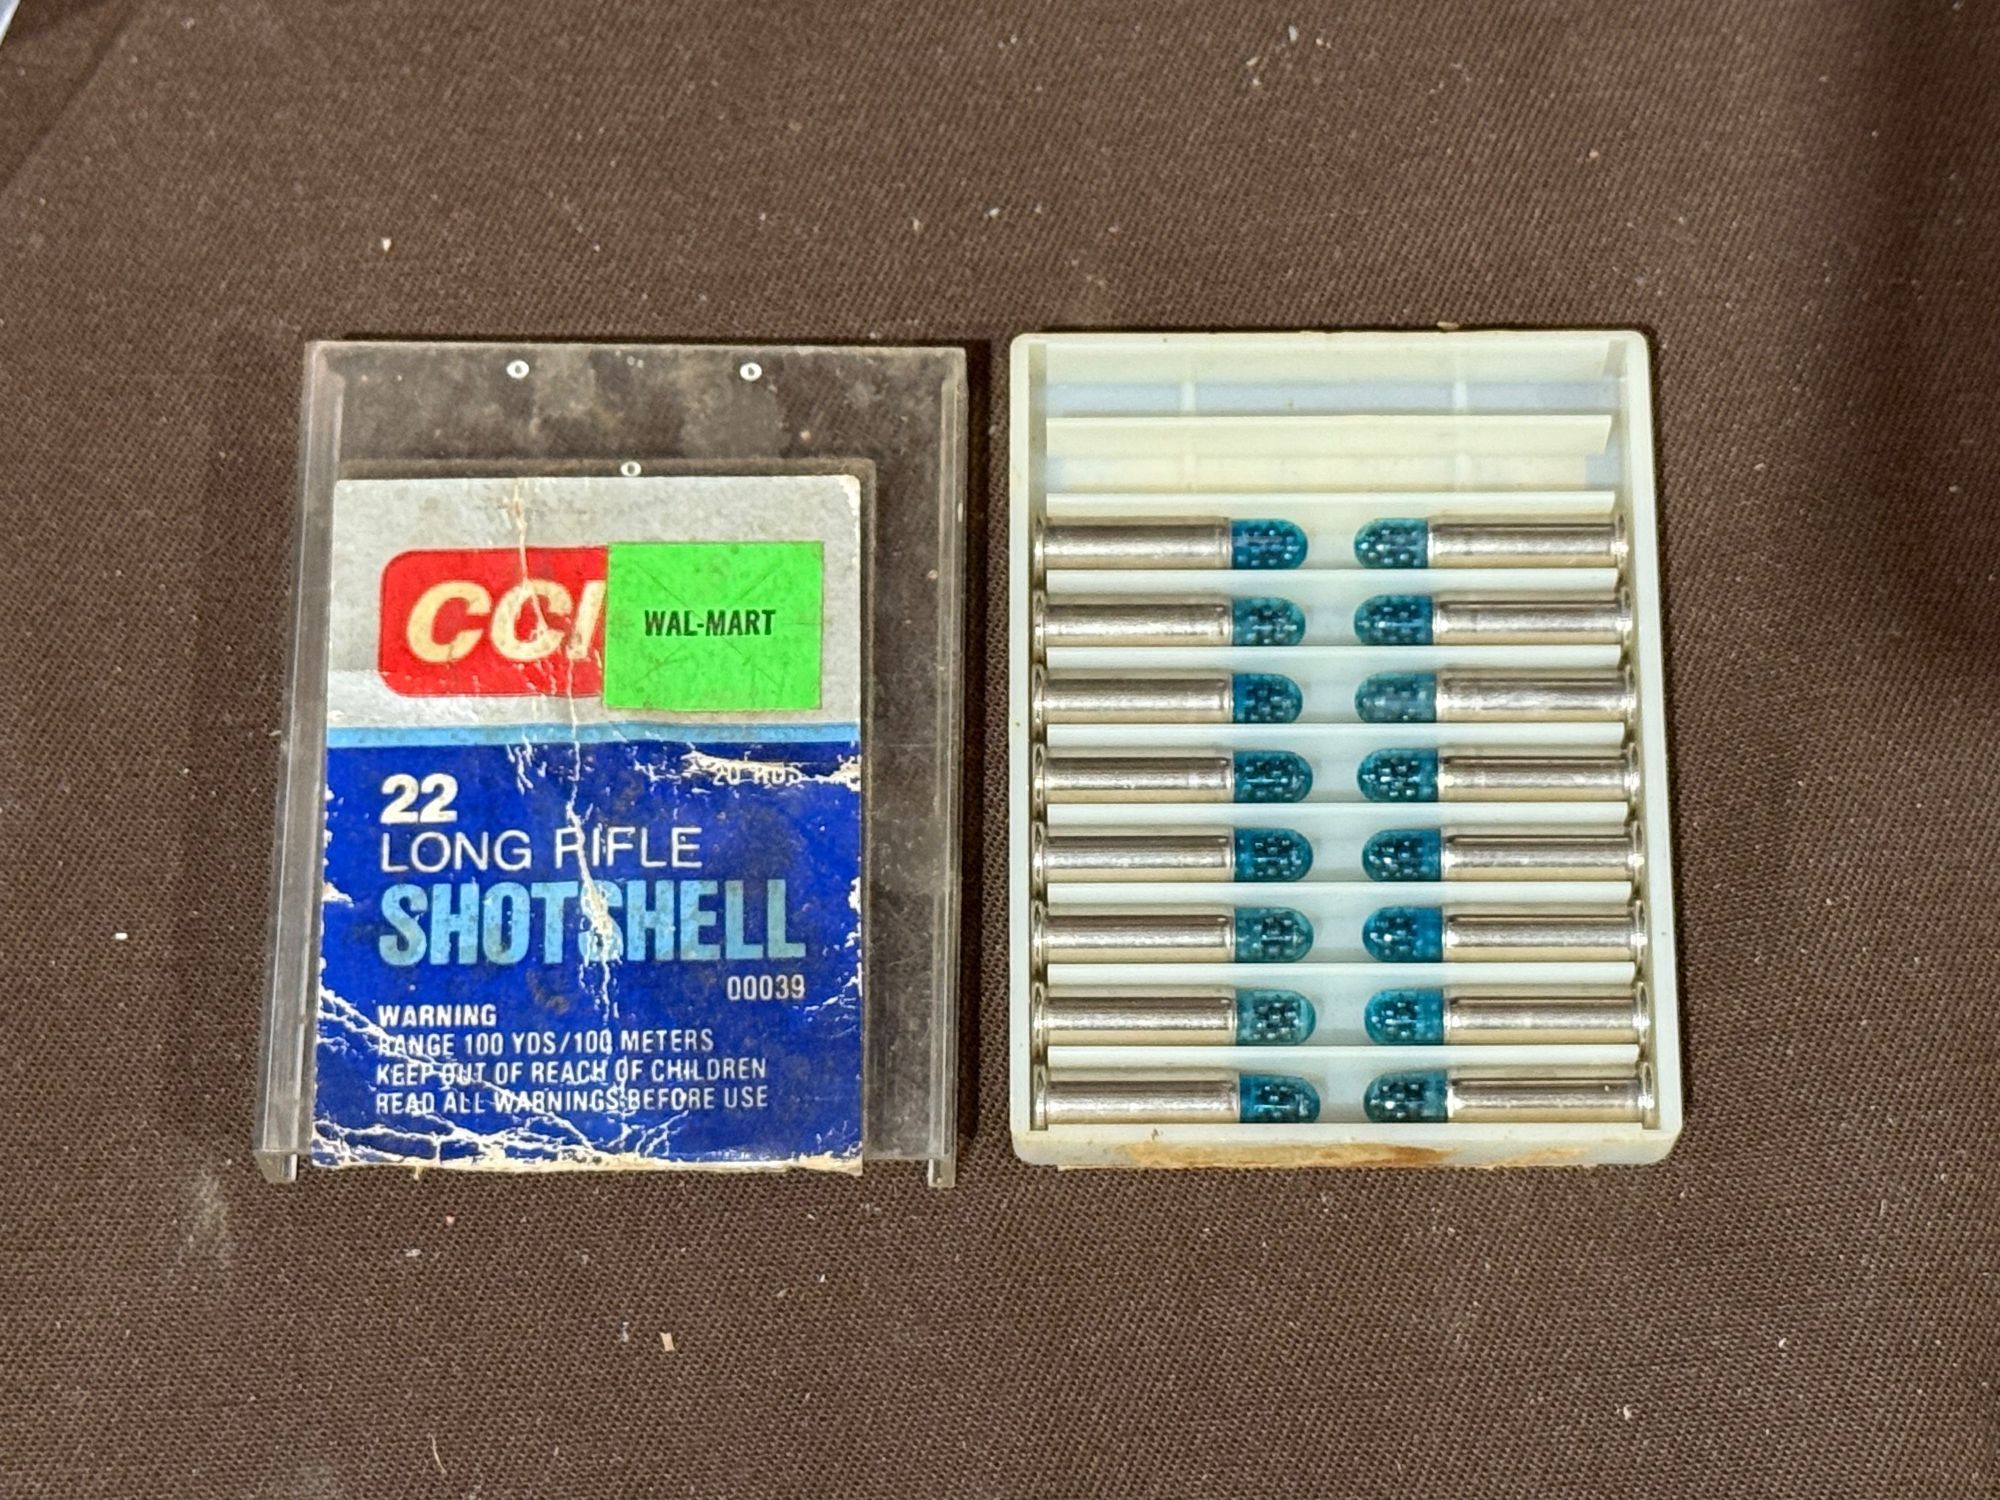 CCI
WAL-MART
22
20 RDS
LONG RIFLE
SHOTSHELL
00039
WARNING
RANGE 100 YDS/100 METERS
KEEP OUT OF REACH OF CHILDREN
READ ALL WARNINGS BEFORE USE